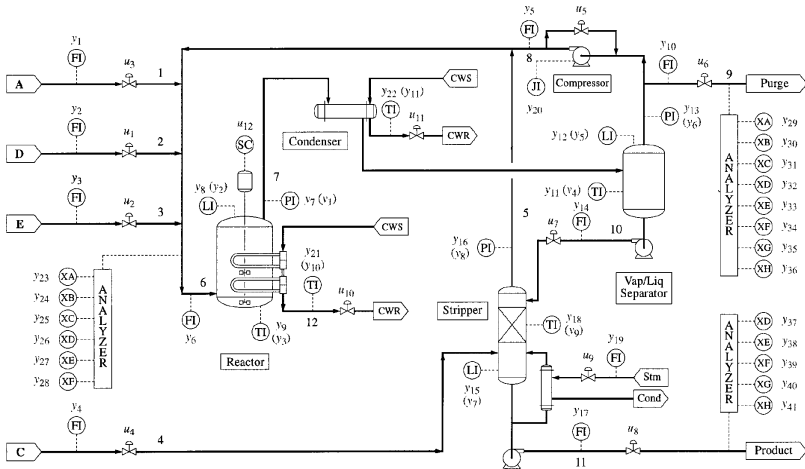 y5
u5
FI
y10
8
FI
u6
9
Compressor
Purge
JI
y20
y1
FI
u3
1
A
CWS
y22 (y11)
TI
u11
CWR
Condenser
y13
(y6)
PI
y12 (y5)
LI
XA y29
XB y30
XC y31
XD y32
XE y33
XF y34
XG y35
XH y36
ANALYZER
y2
FI
u1
2
D
u12
SC
7
y8 (y2)
LI
PI
y7 (y1)
y11 (y4)
TI
5
y14
FI
u7
10
y3
FI
u2
3
E
CWS
y21
(y10)
TI
u10
CWR
12
y16
(y8)
PI
Vap/Liq
Separator
y23 XA
y24 XB
y25 XC
y26 XD
y27 XE
y28 XF
ANALYZER
6
FI
y6
TI
y9
(y3)
Reactor
Stripper
TI
y18
(y9)
y19
FI
u9
Stm
Cond
LI
y15
(y7)
XD y37
XE y38
XF y39
XG y40
XH y41
ANALYZER
y4
FI
u4
4
C
y17
FI
u8
11
Product